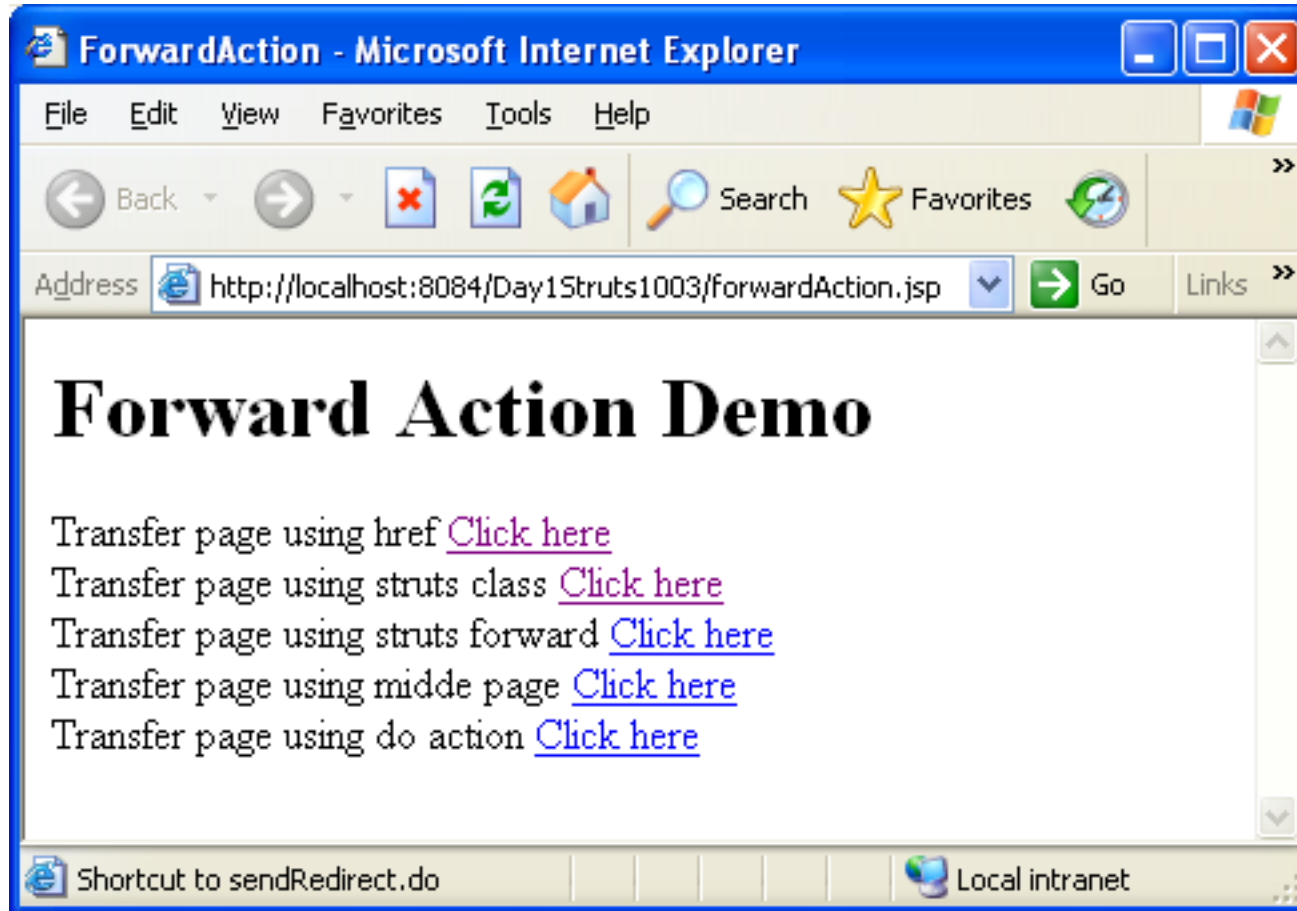 ForwardAction - Microsoft Internet Explorer
File Edit View Favorites Tools Help
Back Search Favorites »
Address http://localhost:8084/Day1Struts1003/forwardAction.jsp Go Links »
Forward Action Demo
Transfer page using href Click here
Transfer page using struts class Click here
Transfer page using struts forward Click here
Transfer page using midde page Click here
Transfer page using do action Click here
Shortcut to sendRedirect.do Local intranet